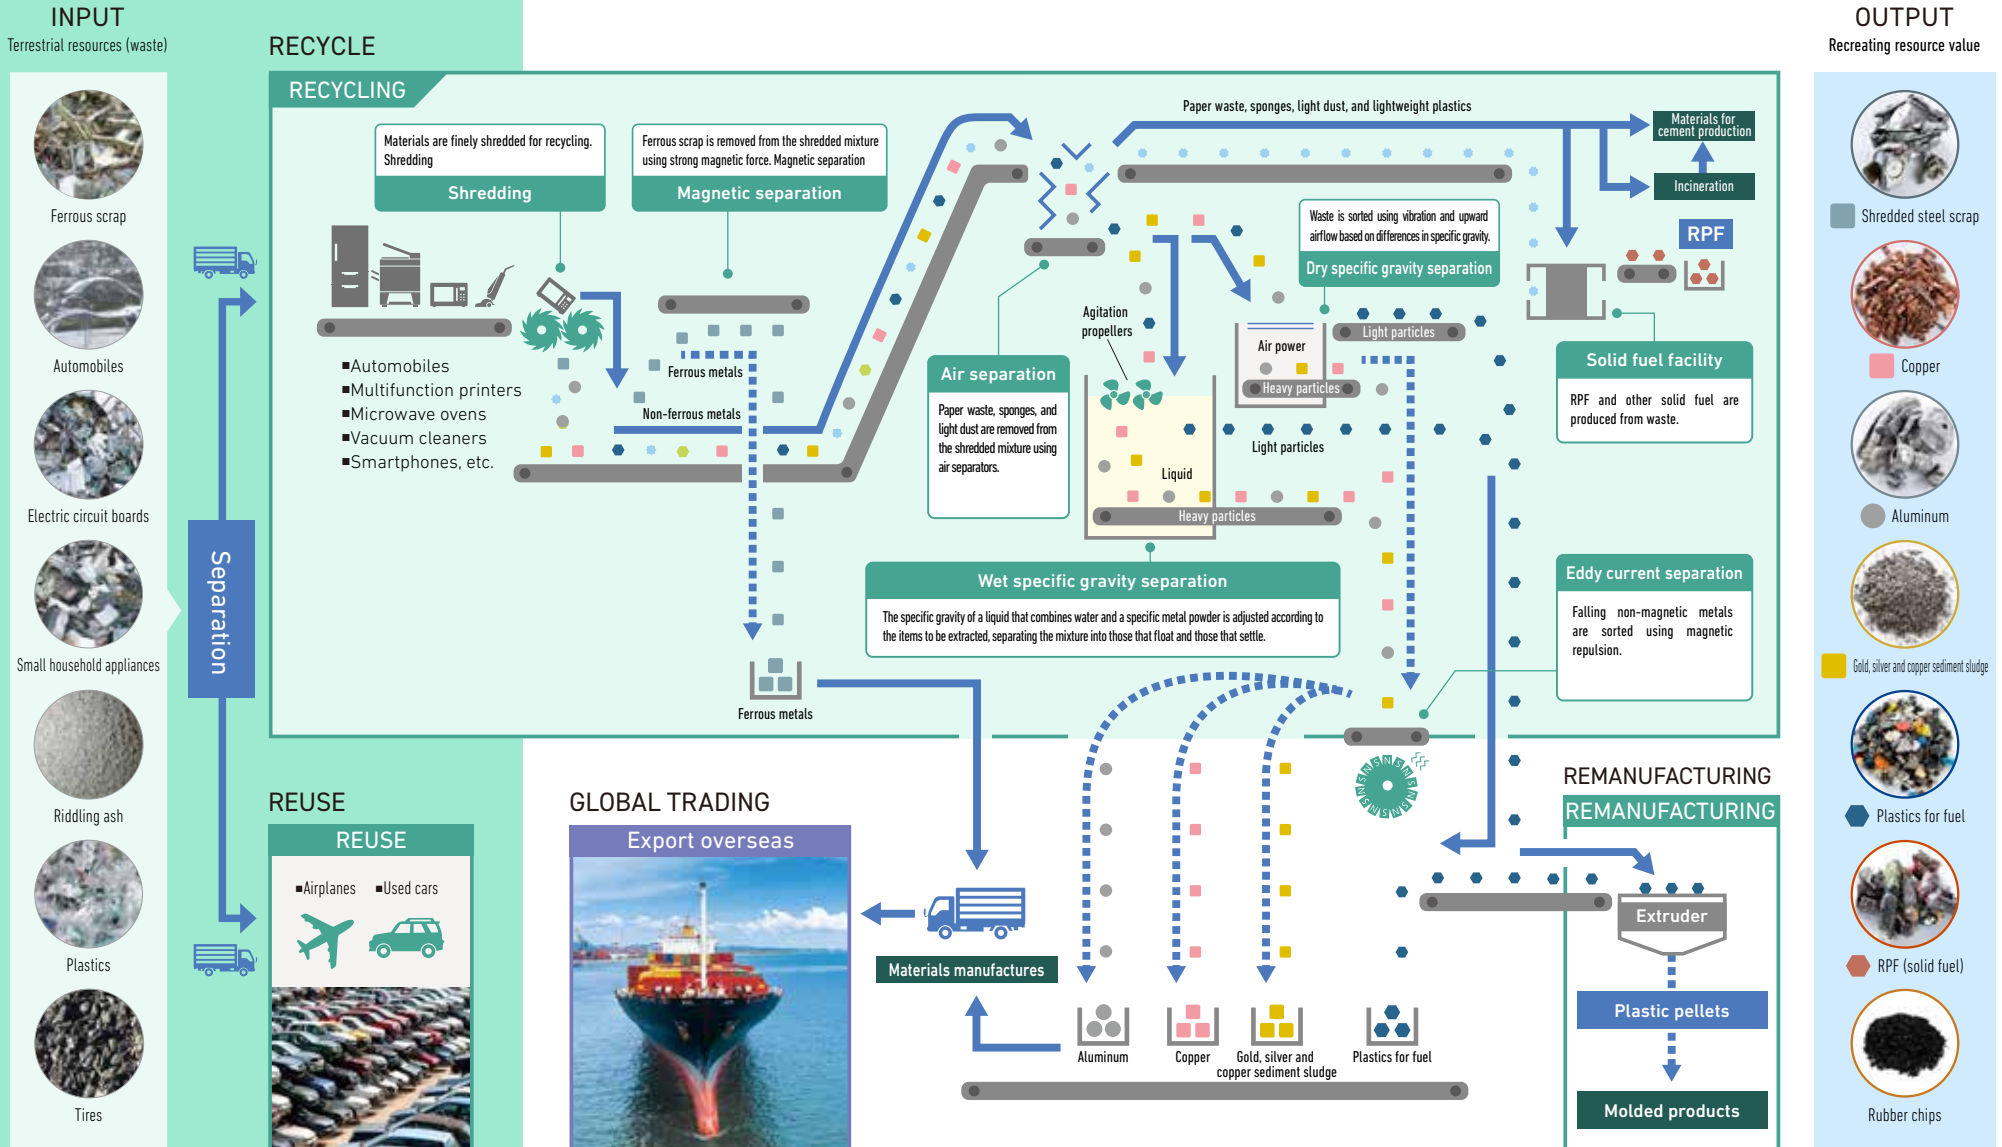 INPUT
Terrestrial resources (waste)
Ferrous scrap
Automobiles
Electric circuit boards
Small household appliances
Riddling ash
Plastics
Tires
Separation
RECYCLE
RECYCLING
Materials are finely shredded for recycling.
Shredding
Shredding
Ferrous scrap is removed from the shredded mixture
using strong magnetic force. Magnetic separation
Magnetic separation
■Automobiles
■Multifunction printers
■Microwave ovens
■Vacuum cleaners
■Smartphones, etc.
Ferrous metals
Non-ferrous metals
Ferrous metals
Paper waste, sponges, light dust, and lightweight plastics
Materials for
cement production
Incineration
RPF
Waste is sorted using vibration and upward
airflow based on differences in specific gravity.
Dry specific gravity separation
Agitation
propellers
Air power
Light particles
Heavy particles
Light particles
Liquid
Heavy particles
Air separation
Paper waste, sponges, and
light dust are removed from
the shredded mixture using
air separators.
Solid fuel facility
RPF and other solid fuel are
produced from waste.
Wet specific gravity separation
The specific gravity of a liquid that combines water and a specific metal powder is adjusted according to
the items to be extracted, separating the mixture into those that float and those that settle.
Eddy current separation
Falling non-magnetic metals
are sorted using magnetic
repulsion.
REUSE
REUSE
■Airplanes ■Used cars
GLOBAL TRADING
Export overseas
Materials manufactures
Aluminum
Copper
Gold, silver and
copper sediment sludge
Plastics for fuel
REMANUFACTURING
REMANUFACTURING
Extruder
Plastic pellets
Molded products
OUTPUT
Recreating resource value
Shredded steel scrap
Copper
Aluminum
Gold, silver and copper sediment sludge
Plastics for fuel
RPF (solid fuel)
Rubber chips